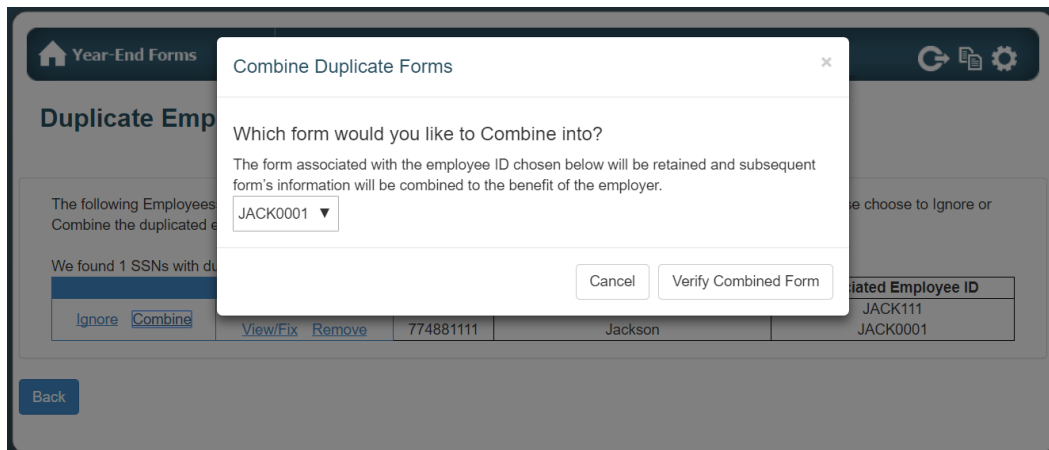 Year-End Forms
Combine Duplicate Forms
×
Duplicate Emp
Which form would you like to Combine into?
The form associated with the employee ID chosen below will be retained and subsequent
form's information will be combined to the benefit of the employer.
JACK0001 ▼
The following Employees se choose to Ignore or
Combine the duplicated
We found 1 SSNs with
Cancel Verify Combined Form
Employee ID
JACK111
Ignore Combine
View/Fix Remove 774881111 Jackson JACK0001
Back